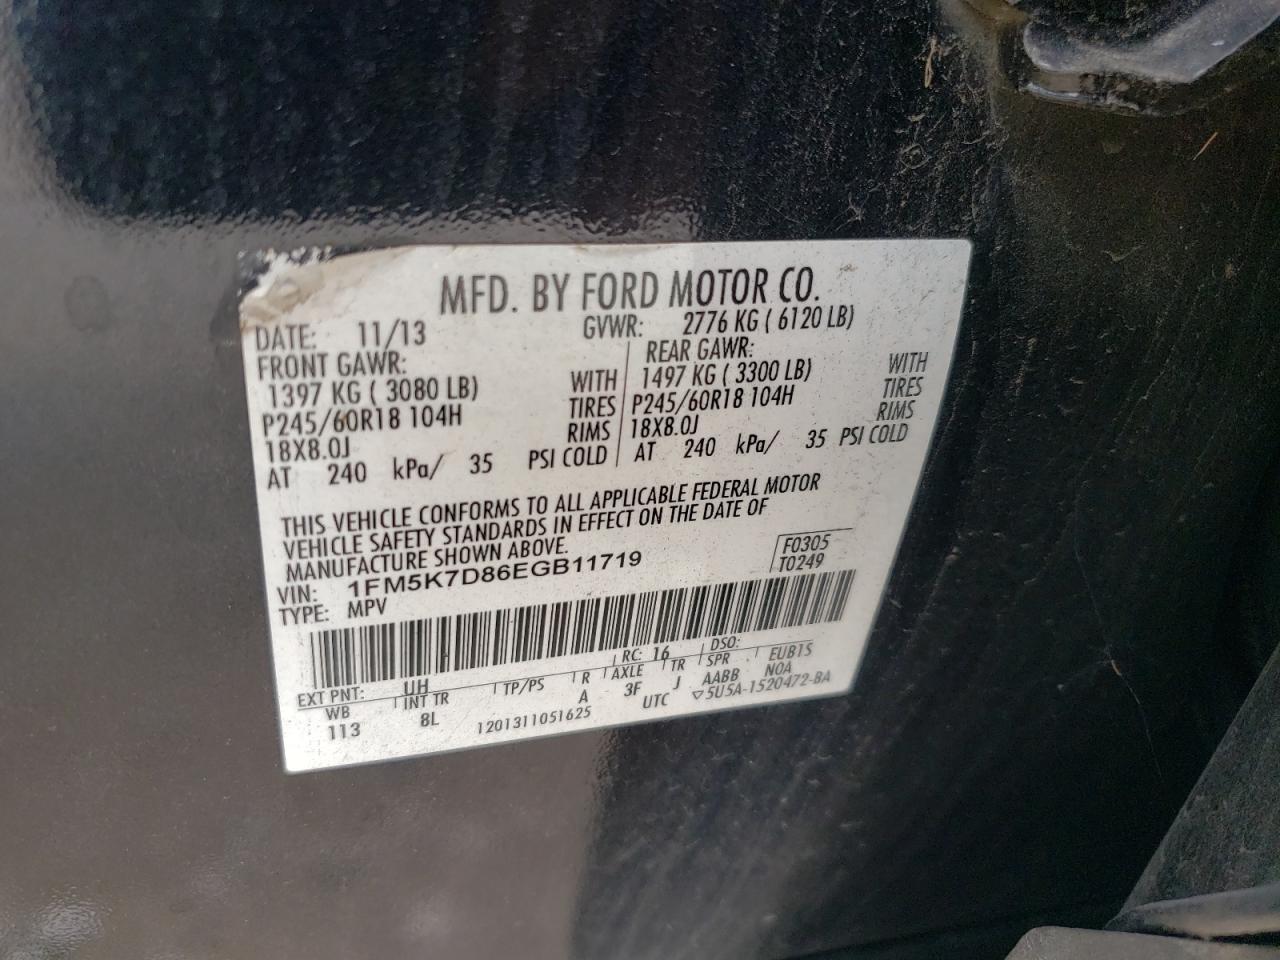 MFD. BY FORD MOTOR CO.
DATE: 11/13 GVWR: 2776 KG ( 6120 LB)
FRONT GAWR: REAR GAWR:
1397 KG ( 3080 LB) WITH 1497 KG ( 3300 LB) WITH
P245/60R18 104H TIRES P245/60R18 104H TIRES
18X8.0J RIMS 18X8.0J RIMS
AT 240 kPa/ 35 PSI COLD AT 240 kPa/ 35 PSI COLD
THIS VEHICLE CONFORMS TO ALL APPLICABLE FEDERAL MOTOR
VEHICLE SAFETY STANDARDS IN EFFECT ON THE DATE OF
MANUFACTURE SHOWN ABOVE.
F0305
VIN: 1FM5K7D86EGB11719
T0249
TYPE: MPV
EXT PNT: UH RC: 16 DSO:
WB INT TR TP/PS R AXLE TR SPR EUB1S
113 8L A 3F J AABB NOA
1201311051625 UTC ▽5U5A-1520472-BA